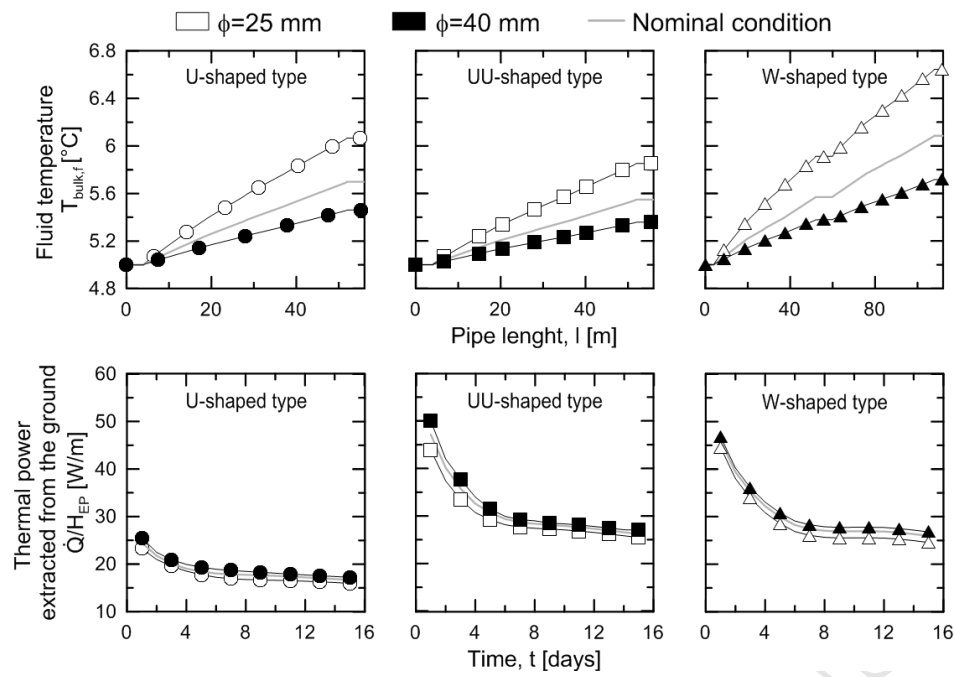 ϕ=25 mm ϕ=40 mm Nominal condition
Fluid temperature
T_bulk,f [°C]
6.8
6.4
6
5.6
5.2
4.8
U-shaped type
0 20 40
UU-shaped type
0 20 40
W-shaped type
0 40 80
Pipe lenght, l [m]
Thermal power
extracted from the ground
Q̇/H_EP [W/m]
60
50
40
30
20
10
U-shaped type
0 4 8 12 16
UU-shaped type
0 4 8 12 16
W-shaped type
0 4 8 12 16
Time, t [days]